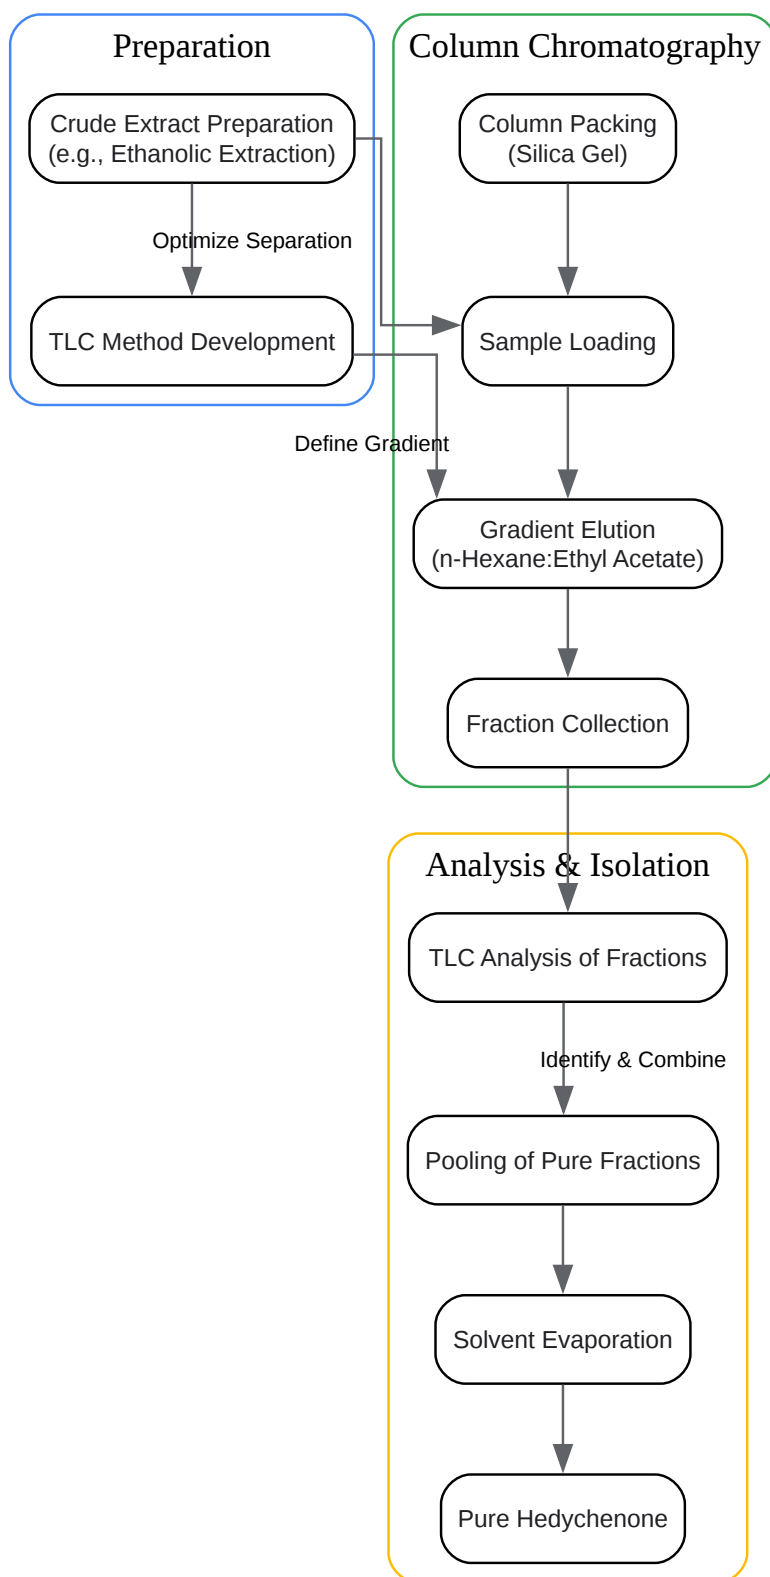 Preparation
Crude Extract Preparation
(e.g., Ethanolic Extraction)
Optimize Separation
TLC Method Development
Column Chromatography
Column Packing
(Silica Gel)
Sample Loading
Define Gradient
Gradient Elution
(n-Hexane:Ethyl Acetate)
Fraction Collection
Analysis & Isolation
TLC Analysis of Fractions
Identify & Combine
Pooling of Pure Fractions
Solvent Evaporation
Pure Hedychenone